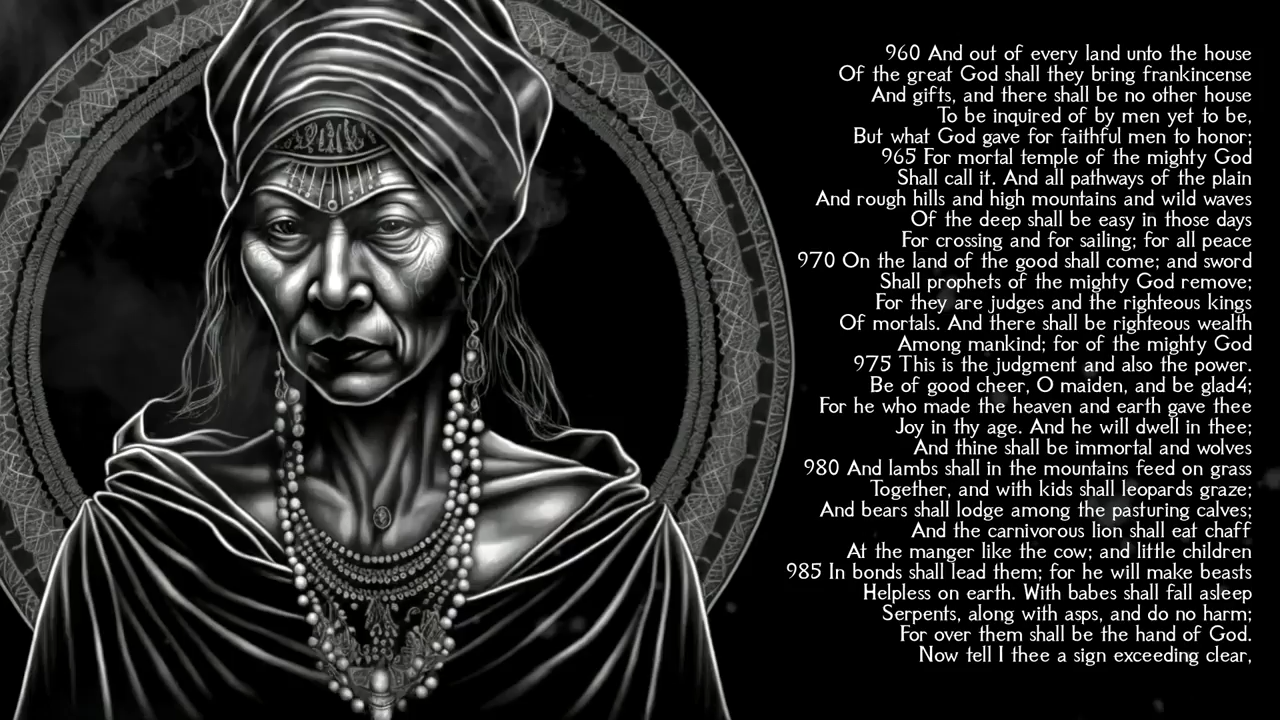 960 And out of every land unto the house
Of the great God shall they bring frankincense
And gifts, and there shall be no other house
To be inquired of by men yet to be,
But what God gave for faithful men to honor;
965 For mortal temple of the mighty God
Shall call it. And all pathways of the plain
And rough hills and high mountains and wild waves
Of the deep shall be easy in those days
For crossing and for sailing; for all peace
970 On the land of the good shall come; and sword
Shall prophets of the mighty God remove;
For they are judges and the righteous kings
Of mortals. And there shall be righteous wealth
Among mankind; for of the mighty God
975 This is the judgment and also the power.
Be of good cheer, O maiden, and be glad4;
For he who made the heaven and earth gave thee
Joy in thy age. And he will dwell in thee;
And thine shall be immortal and wolves
980 And lambs shall in the mountains feed on grass
Together, and with kids shall leopards graze;
And bears shall lodge among the pasturing calves;
And the carnivorous lion shall eat chaff
At the manger like the cow; and little children
985 In bonds shall lead them; for he will make beasts
Helpless on earth. With babes shall fall asleep
Serpents, along with asps, and do no harm;
For over them shall be the hand of God.
Now tell I thee a sign exceeding clear,